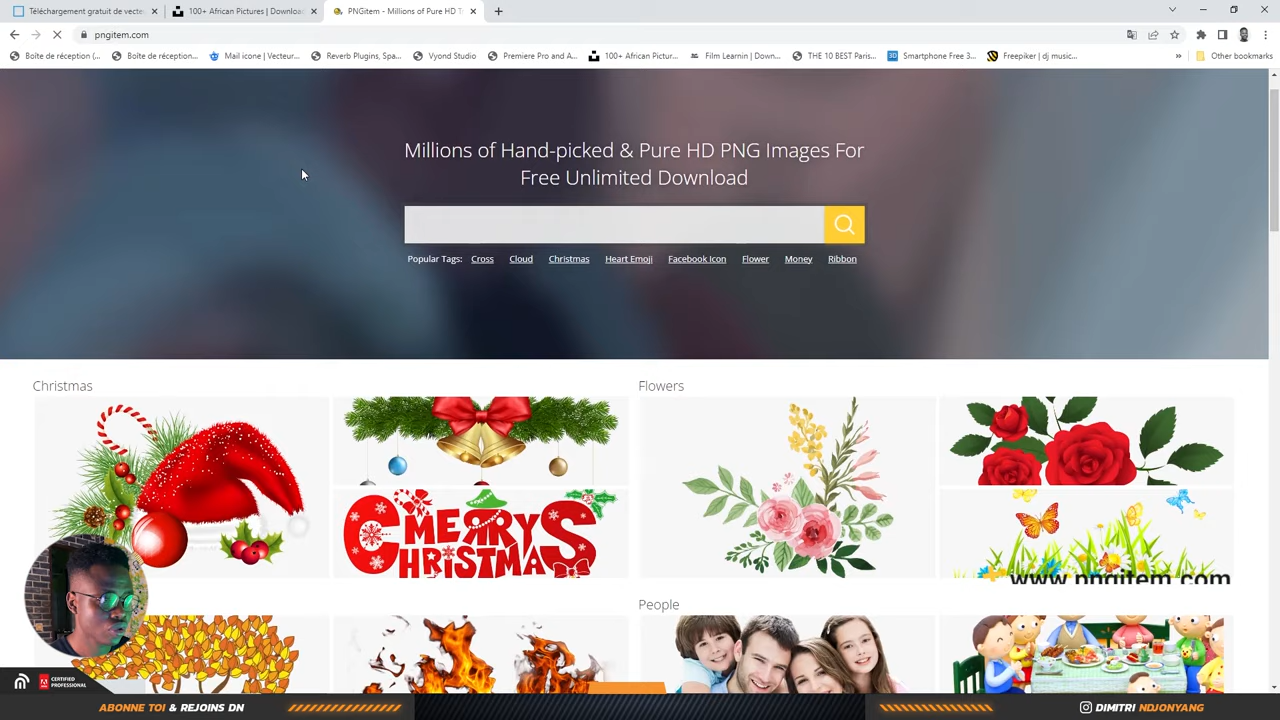 Téléchargement gratuit de vecte
100+ African Pictures | Download
PNGitem - Millions of Pure HD T
pngitem.com
Boîte de réception (...
Boîte de réception...
Mail icone | Vecteur...
Reverb Plugins, Spa...
Vyond Studio
Premiere Pro and A...
100+ African Pictur...
Film Learnin | Down...
THE 10 BEST Paris...
Smartphone Free 3...
Freepiker | dj music...
»
Other bookmarks
Millions of Hand-picked & Pure HD PNG Images For
Free Unlimited Download
Popular Tags: Cross Cloud Christmas Heart Emoji Facebook Icon Flower Money Ribbon
Christmas
Flowers
MERRY
CHRISTMAS
www.pngitem.com
People
CERTIFIED
PROFESSIONAL
ABONNE TOI & REJOINS DN
DIMITRI NDJONYANG